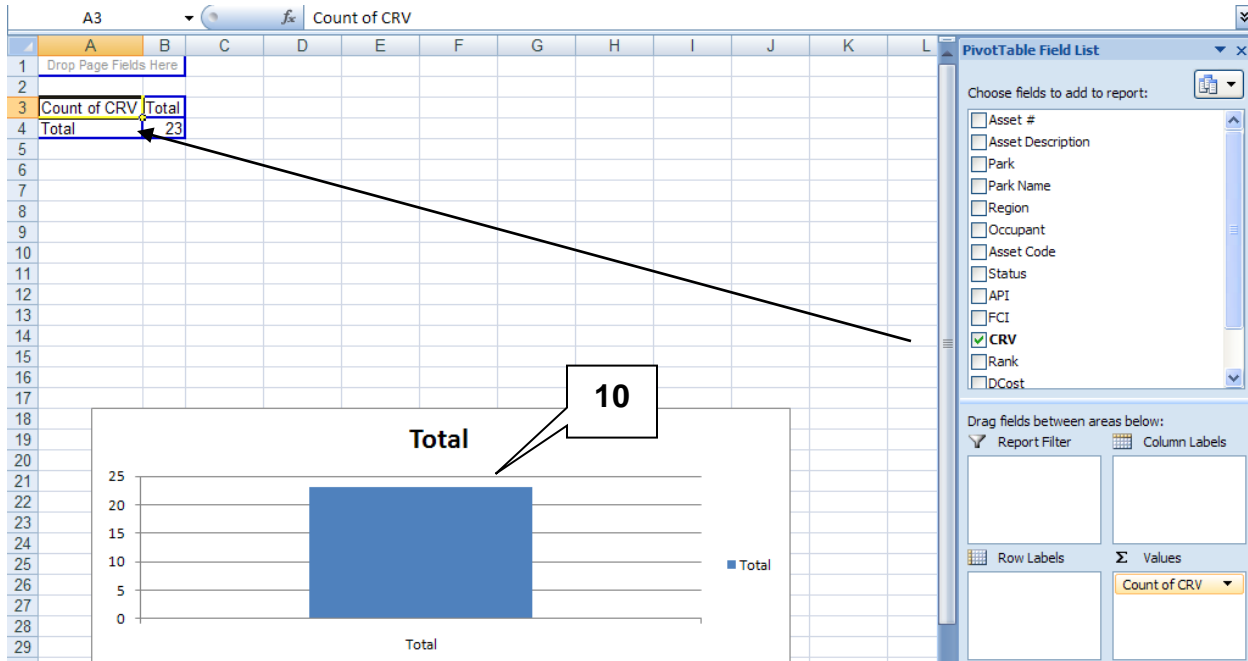 A3 fx Count of CRV
A B C D E F G H I J K L
1 Drop Page Fields Here
2
3 Count of CRV Total
4 Total 23
5
6
7
8
9
10
11
12
13
14
15
16
17
18
19
20
21
22
23
24
25
26
27
28
29
10
Total
25
20
15
10
5
0
Total
Total
PivotTable Field List
Choose fields to add to report:
Asset #
Asset Description
Park
Park Name
Region
Occupant
Asset Code
Status
API
FCI
CRV
Rank
DCost
Drag fields between areas below:
Report Filter Column Labels
Row Labels Σ Values
Count of CRV